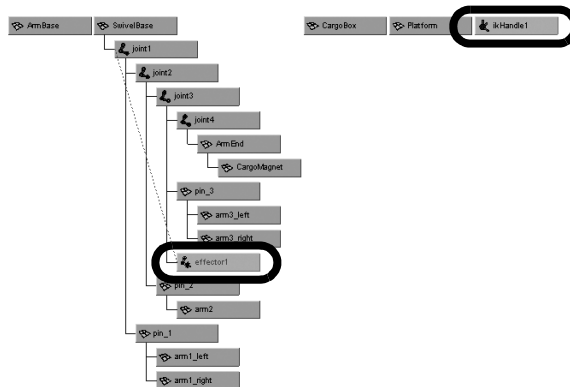 ArmBase SwivelBase CargoBox Platform ikHandle1
joint1
joint2
joint3
joint4
ArmEnd
CargoMagnet
pin_3
arm3_left
arm3_right
effector1
pin_2
arm2
pin_1
arm1_left
arm1_right